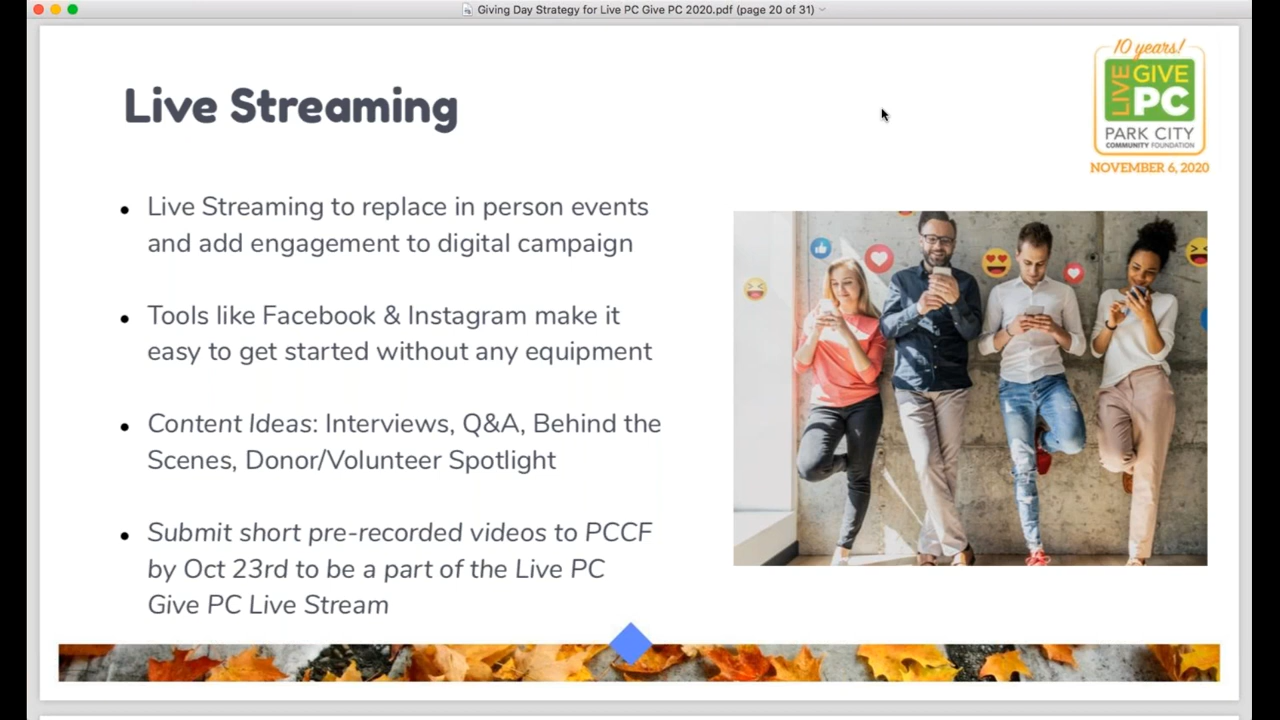 Giving Day Strategy for Live PC Give PC 2020.pdf (page 20 of 31)
10 years!
LIVE
GIVE
PC
PARK CITY
COMMUNITY FOUNDATION
NOVEMBER 6, 2020
Live Streaming
• Live Streaming to replace in person events
and add engagement to digital campaign
• Tools like Facebook & Instagram make it
easy to get started without any equipment
• Content Ideas: Interviews, Q&A, Behind the
Scenes, Donor/Volunteer Spotlight
• Submit short pre-recorded videos to PCCF
by Oct 23rd to be a part of the Live PC
Give PC Live Stream